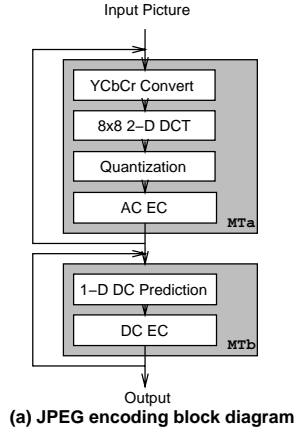 Input Picture
YCbCr Convert
8x8 2−D DCT
Quantization
AC EC
MTa
1−D DC Prediction
DC EC
MTb
Output
(a) JPEG encoding block diagram